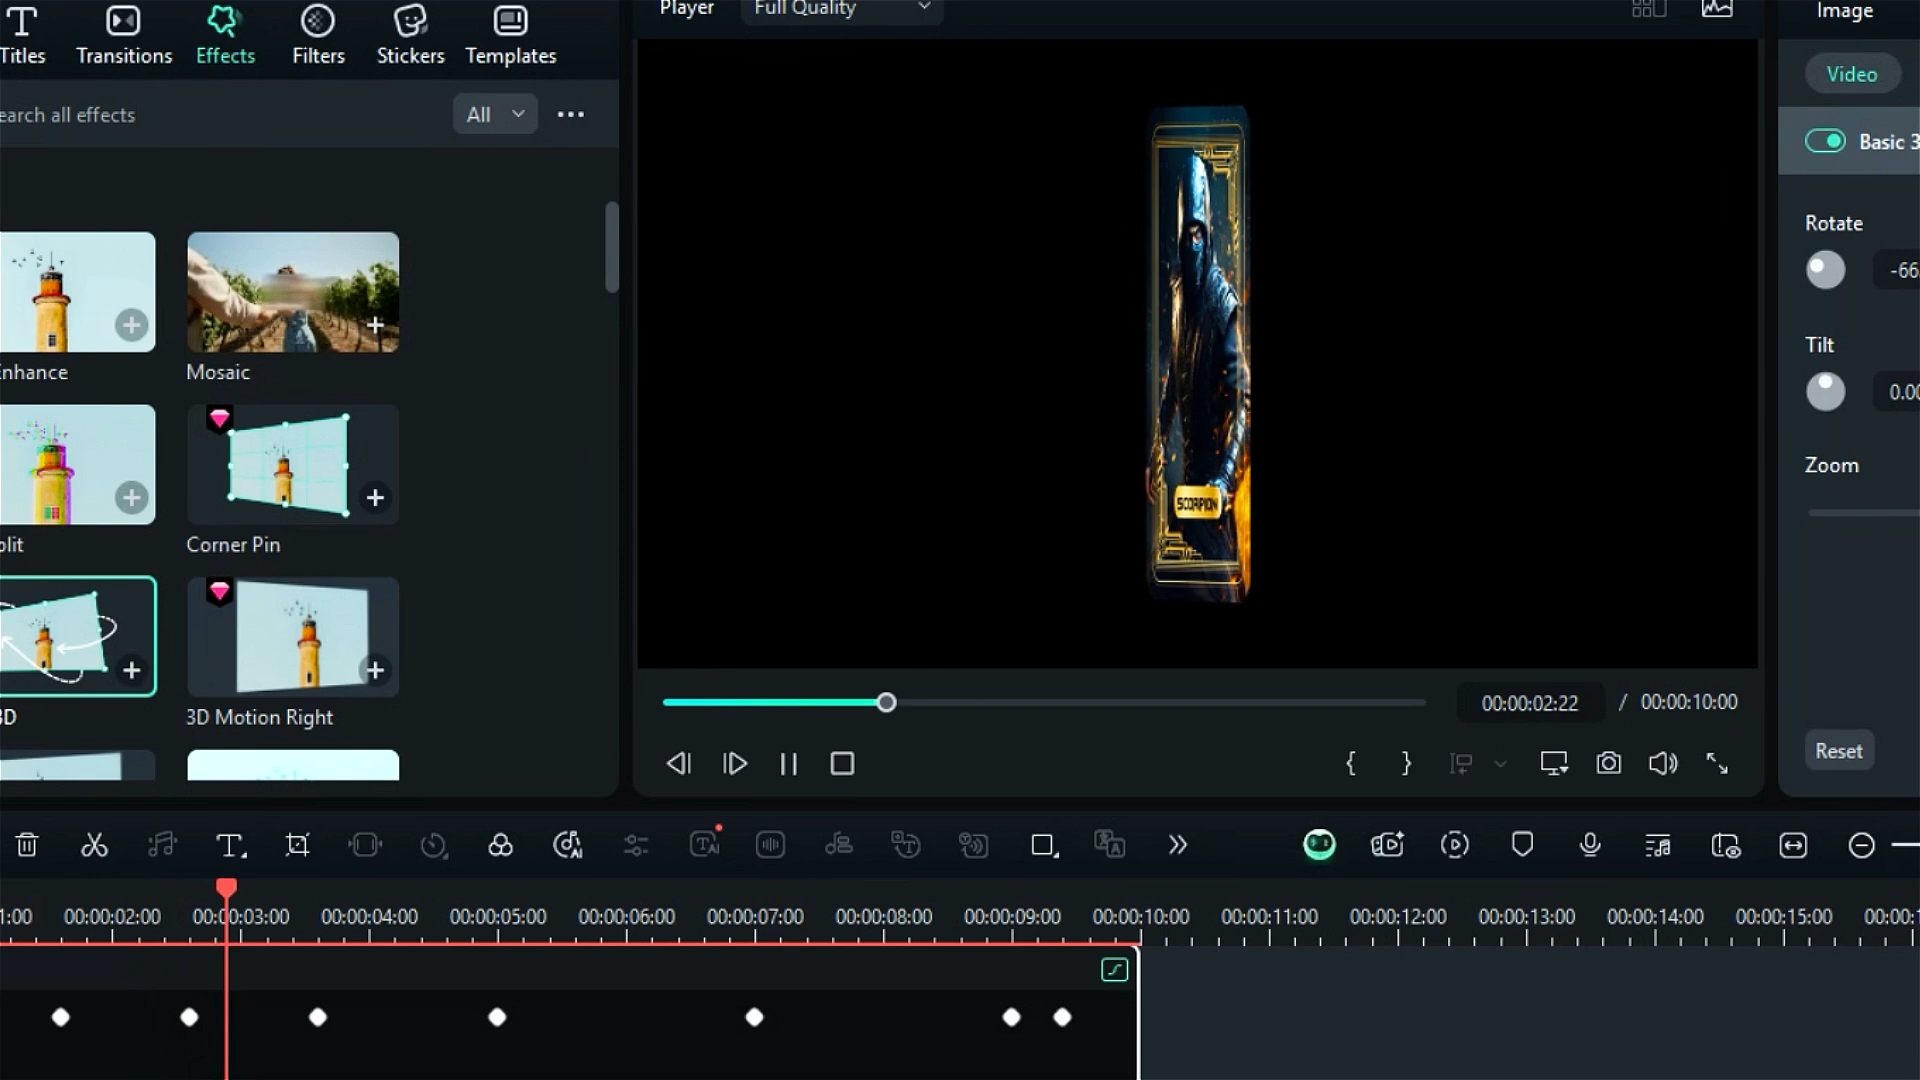 Titles
Transitions
Effects
Filters
Stickers
Templates
earch all effects
All
Enhance
Mosaic
plit
Corner Pin
3D
3D Motion Right
Player
Full Quality
SCORPION
00:00:02:22 / 00:00:10:00
Image
Video
Basic 3
Rotate
-66
Tilt
0.00
Zoom
Reset
1:00 00:00:02:00 00:00:03:00 00:00:04:00 00:00:05:00 00:00:06:00 00:00:07:00 00:00:08:00 00:00:09:00 00:00:10:00 00:00:11:00 00:00:12:00 00:00:13:00 00:00:14:00 00:00:15:00 00:00:1